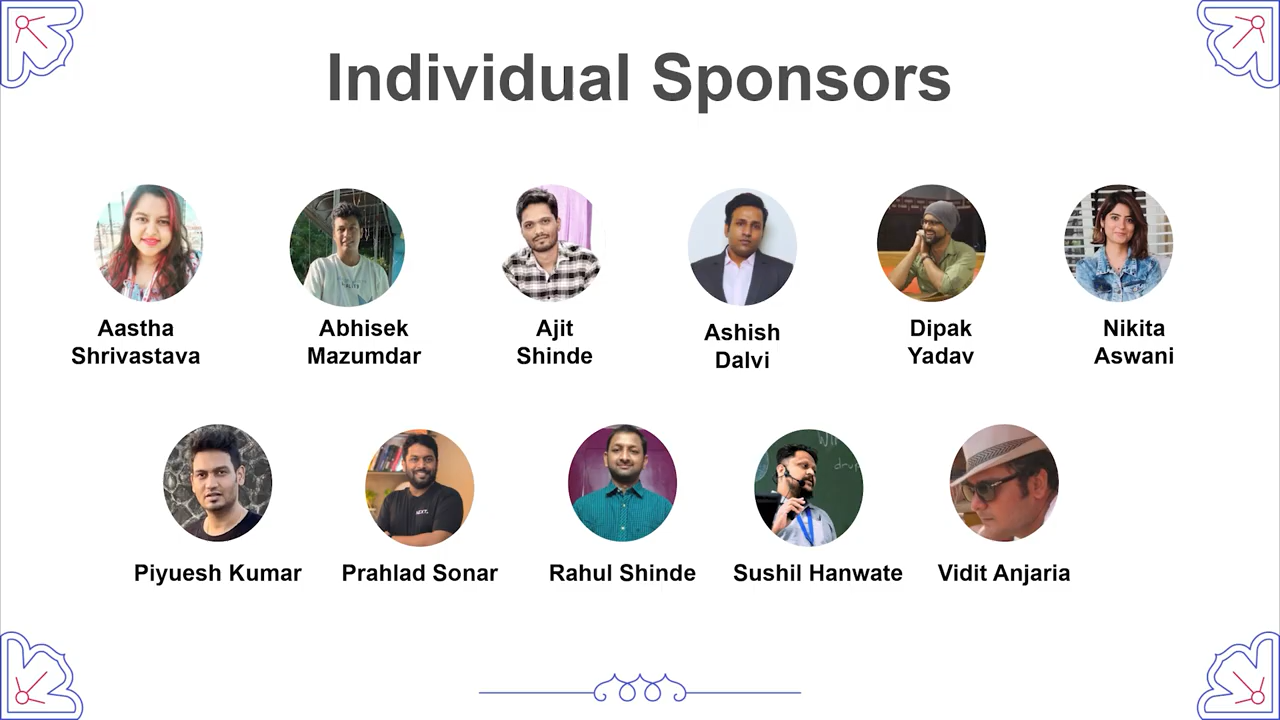 Individual Sponsors
Aastha
Shrivastava
Abhisek
Mazumdar
Ajit
Shinde
Ashish
Dalvi
Dipak
Yadav
Nikita
Aswani
Piyuesh Kumar
Prahlad Sonar
Rahul Shinde
Sushil Hanwate
Vidit Anjaria